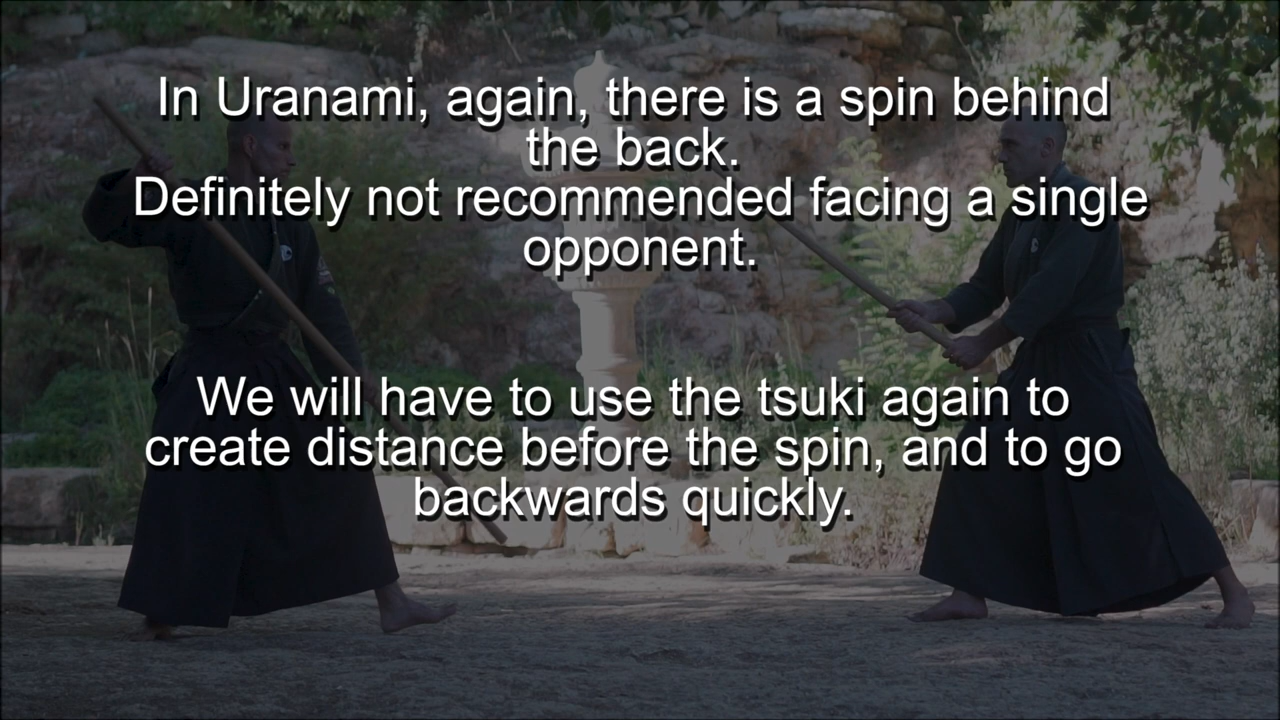 In Uranami, again, there is a spin behind
the back.
Definitely not recommended facing a single
opponent.
We will have to use the tsuki again to
create distance before the spin, and to go
backwards quickly.